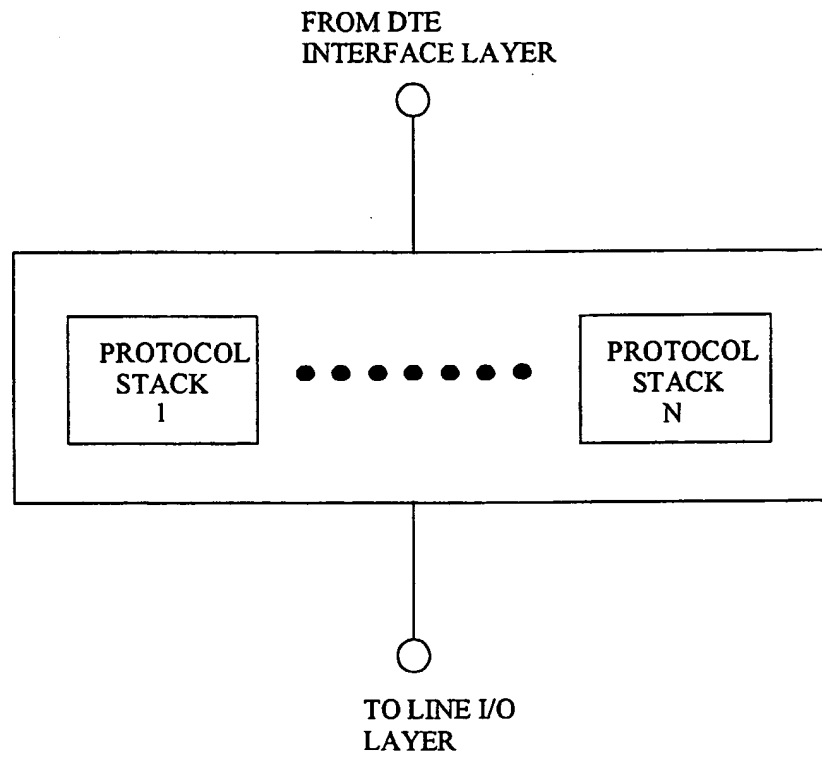 FROM DTE
INTERFACE LAYER
PROTOCOL
STACK
1
PROTOCOL
STACK
N
TO LINE I/O
LAYER